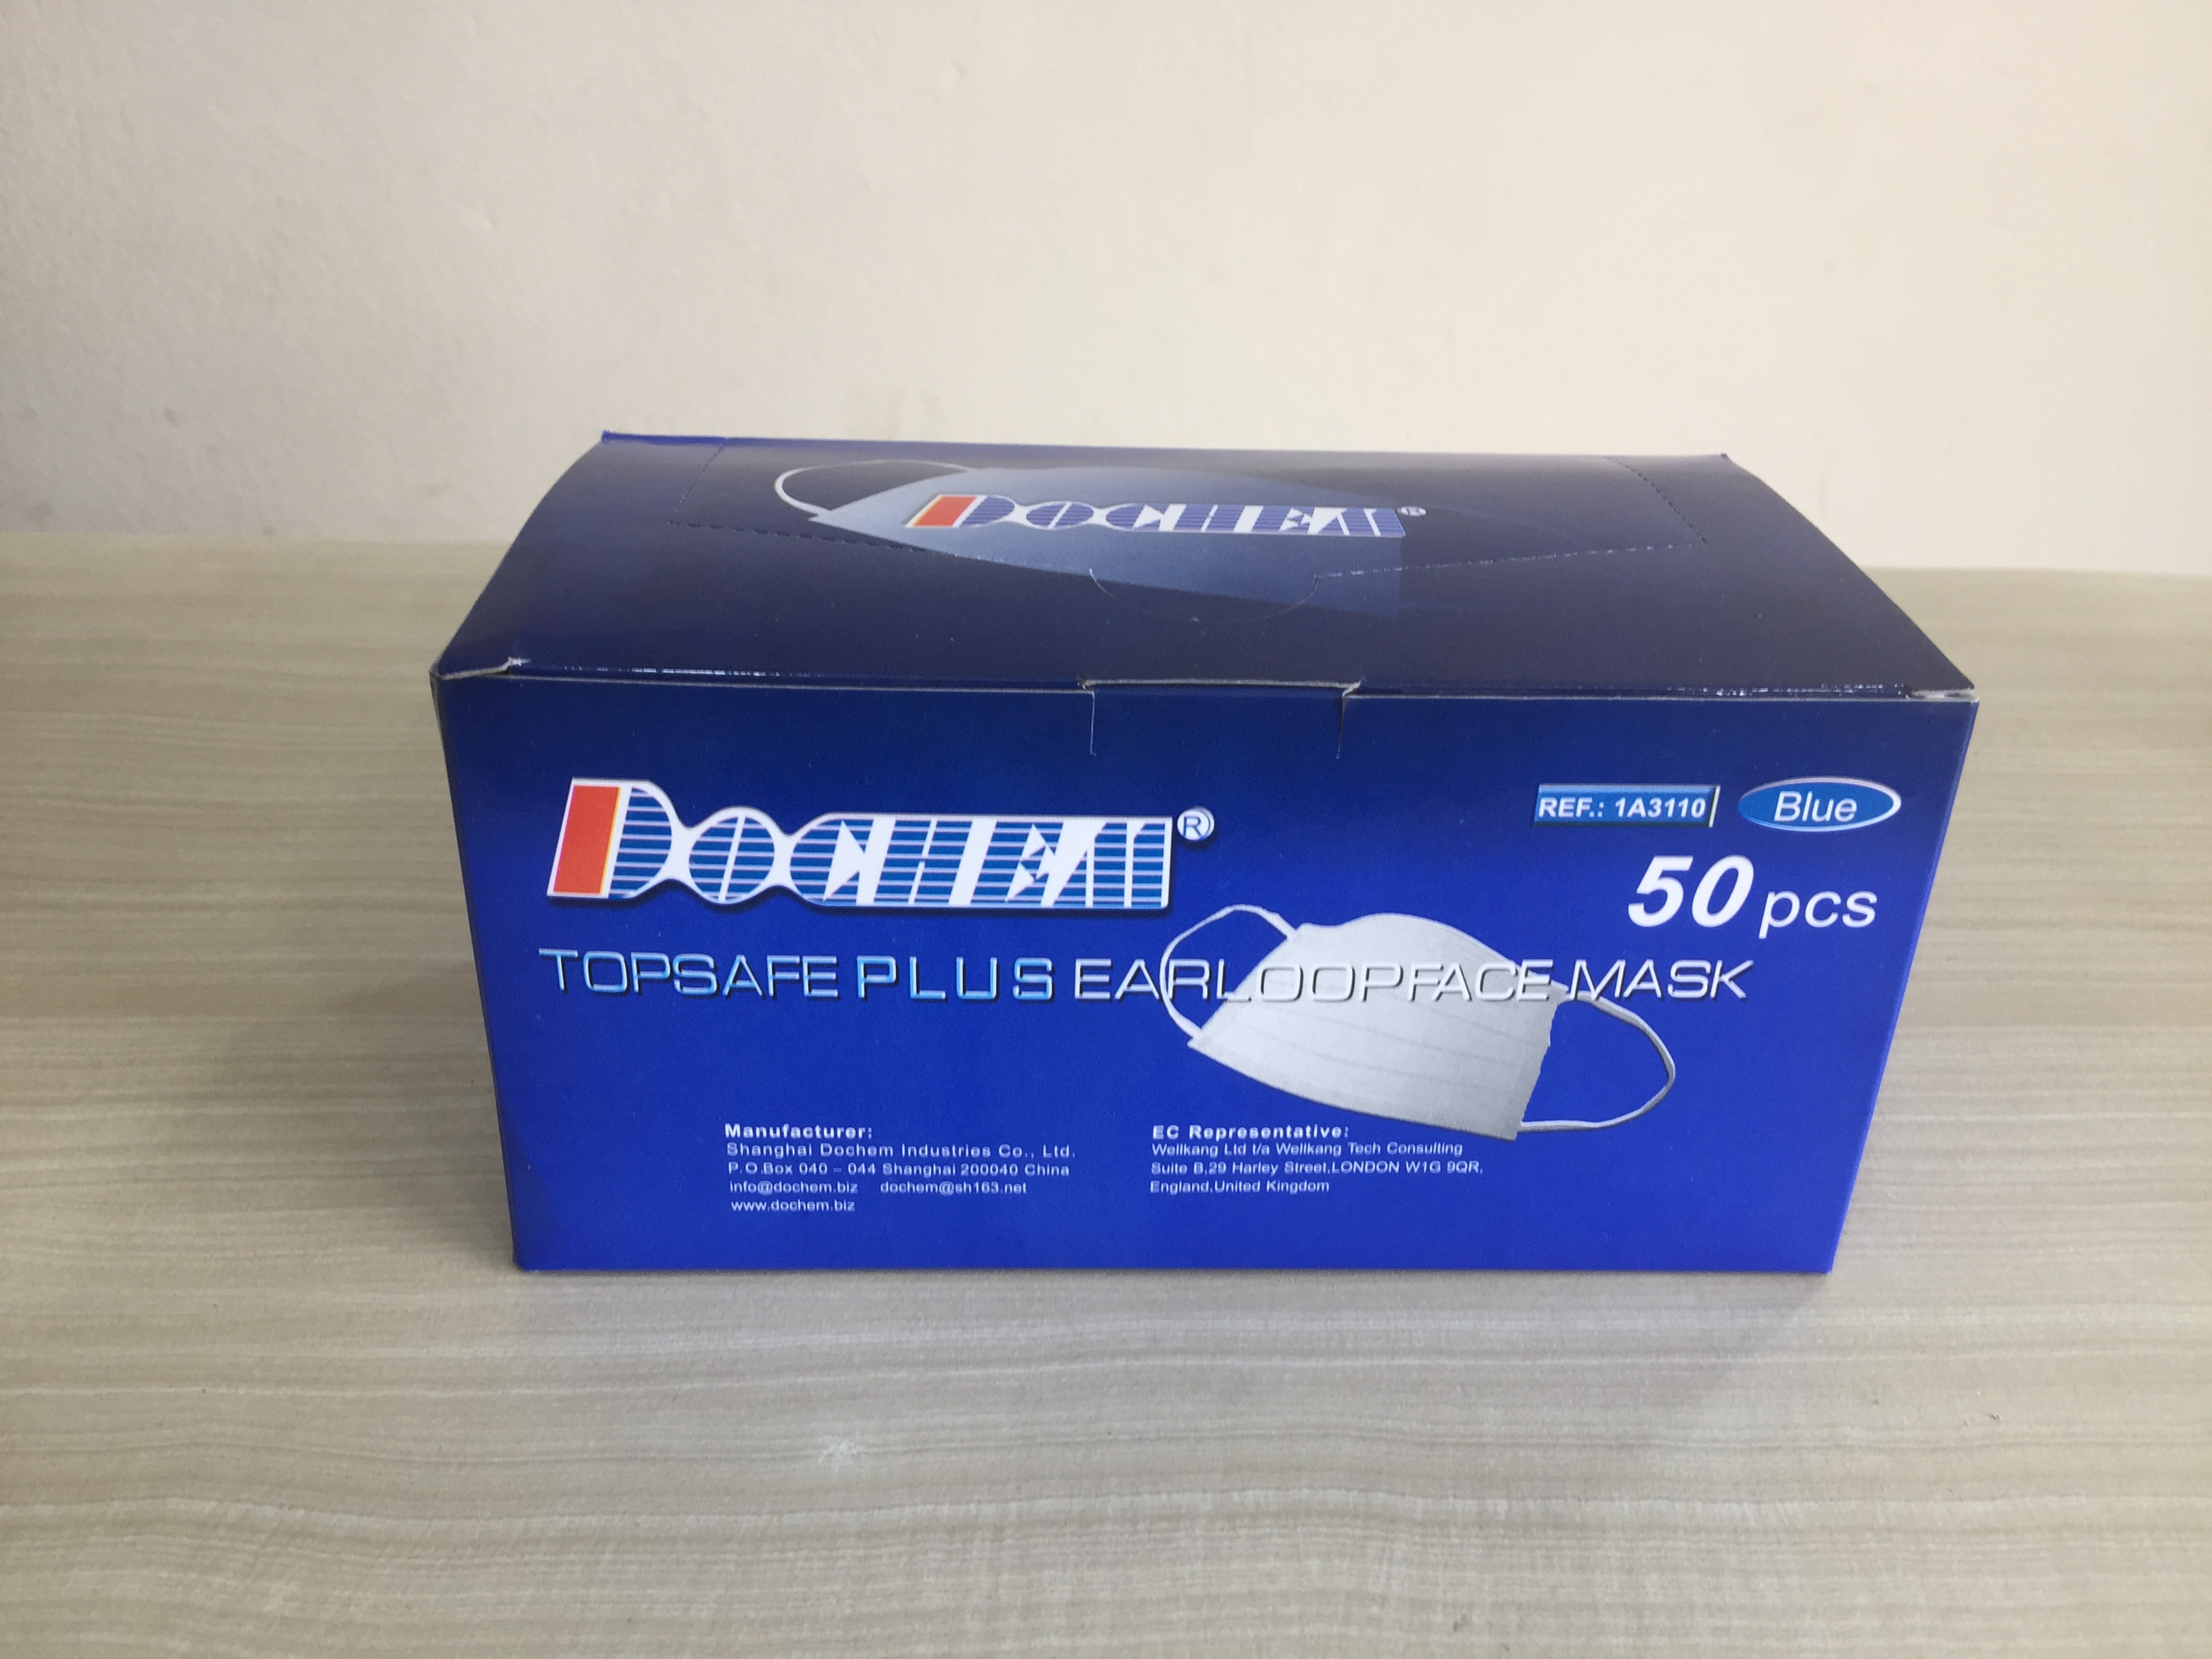 DOCHEM®
DOCHEM®
REF.: 1A3110
Blue
50 pcs
TOPSAFE PLUS EARLOOP FACE MASK
Manufacturer:
Shanghai Dochem Industries Co., Ltd.
P.O.Box 040 - 044 Shanghai 200040 China
info@dochem.biz dochem@sh163.net
www.dochem.biz
EC Representative:
Wellkang Ltd t/a Wellkang Tech Consulting
Suite B,29 Harley Street,LONDON W1G 9QR,
England,United Kingdom